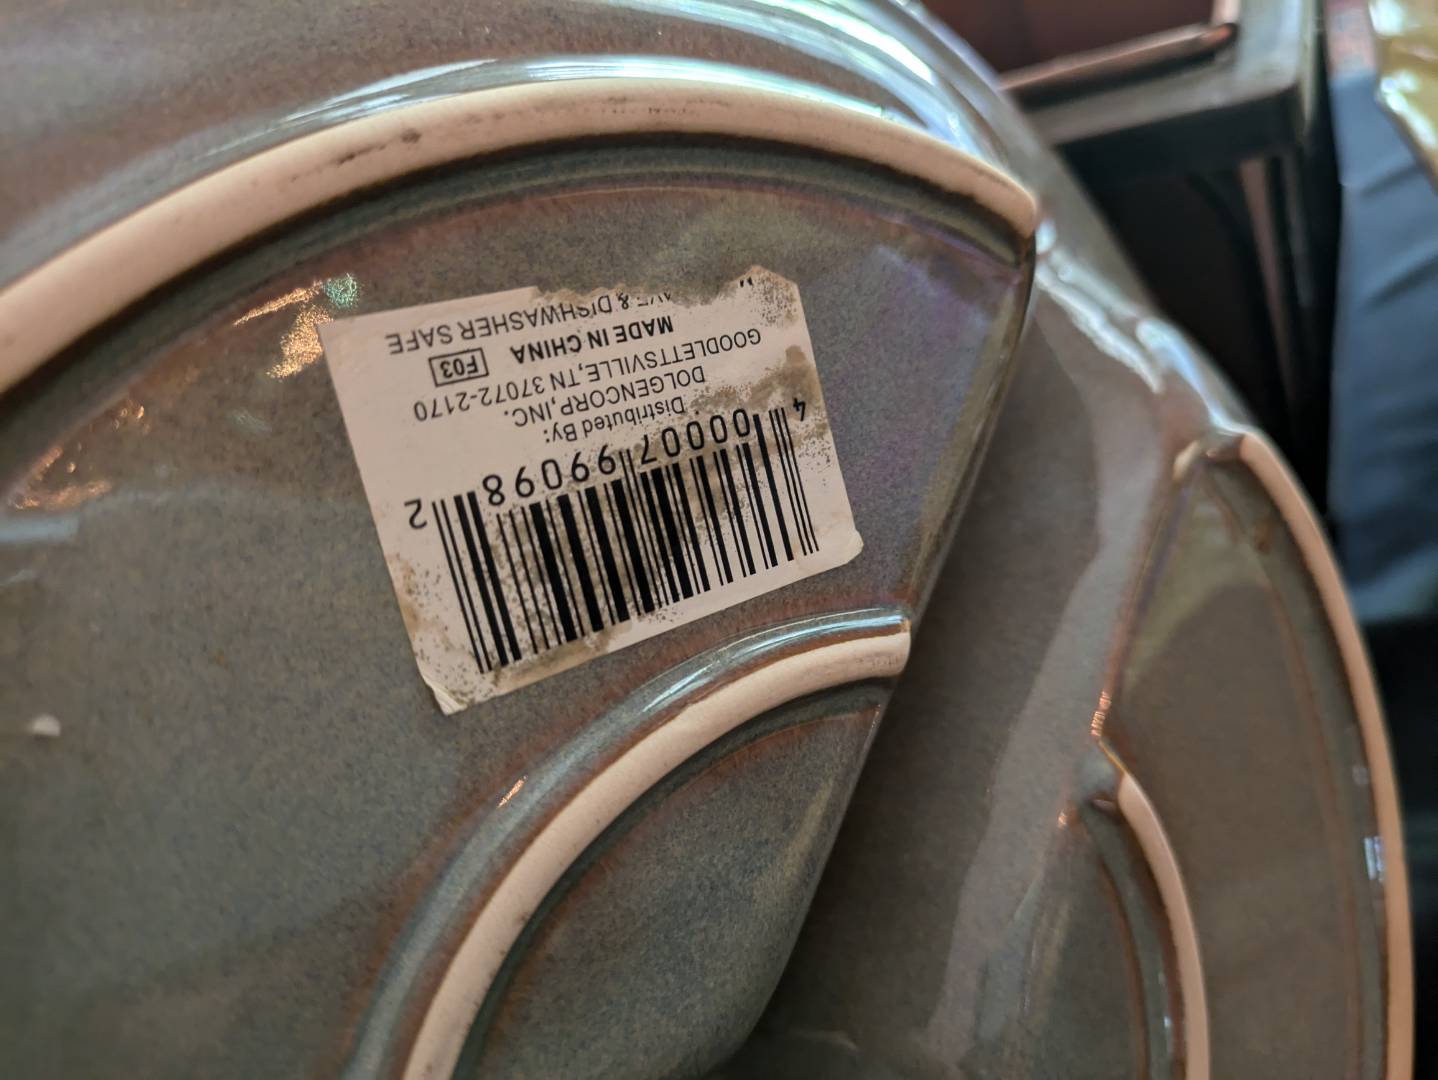 & DISHWASHER SAFE
MADE IN CHINA F03
GOODLETTSVILLE, TN 37072-2170
DOLGENCORP, INC.
Distributed By:
4 00007 99098 2